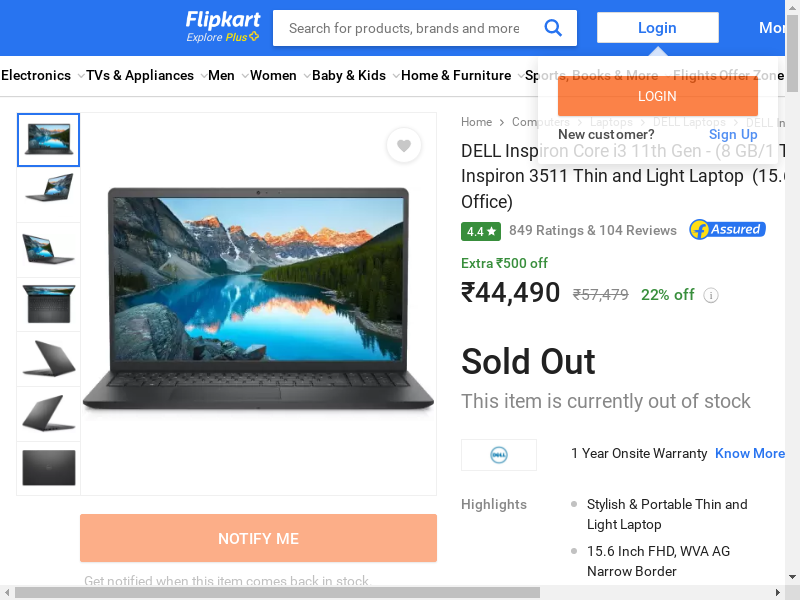 Flipkart
Explore Plus
Search for products, brands and more
Login
Electronics
TVs & Appliances
Men
Women
Baby & Kids
Home & Furniture
Sports, Books & More
Flights
Offer Zone
LOGIN
New customer?
Sign Up
Home
Computers
Laptops
DELL Laptops
DELL
DELL Inspiron Core i3 11th Gen - (8 GB/1
Inspiron 3511 Thin and Light Laptop (15.
Office)
4.4
849 Ratings & 104 Reviews
Assured
Extra ₹500 off
₹44,490 ₹57,479 22% off
Sold Out
This item is currently out of stock
DELL
1 Year Onsite Warranty Know More
Highlights
Stylish & Portable Thin and
Light Laptop
15.6 Inch FHD, WVA AG
Narrow Border
NOTIFY ME
Get notified when this item comes back in stock.